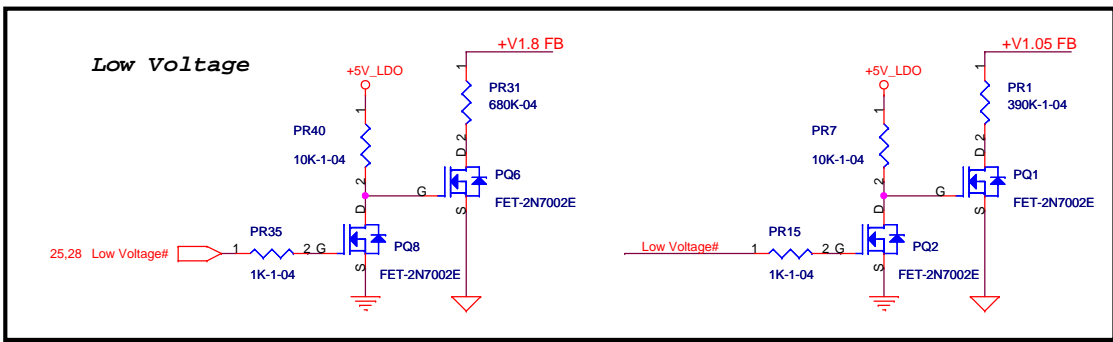 Low Voltage
+V1.8 FB
1
PR31
680K-04
2
D
+5V_LDO
1
PR40
10K-1-04
2
G
PQ6
FET-2N7002E
S
D
25,28 Low Voltage#
1
PR35
2
G
1K-1-04
PQ8
FET-2N7002E
S
+V1.05 FB
1
PR1
390K-1-04
2
D
+5V_LDO
1
PR7
10K-1-04
2
G
PQ1
FET-2N7002E
S
D
Low Voltage#
1
PR15
2
G
1K-1-04
PQ2
FET-2N7002E
S